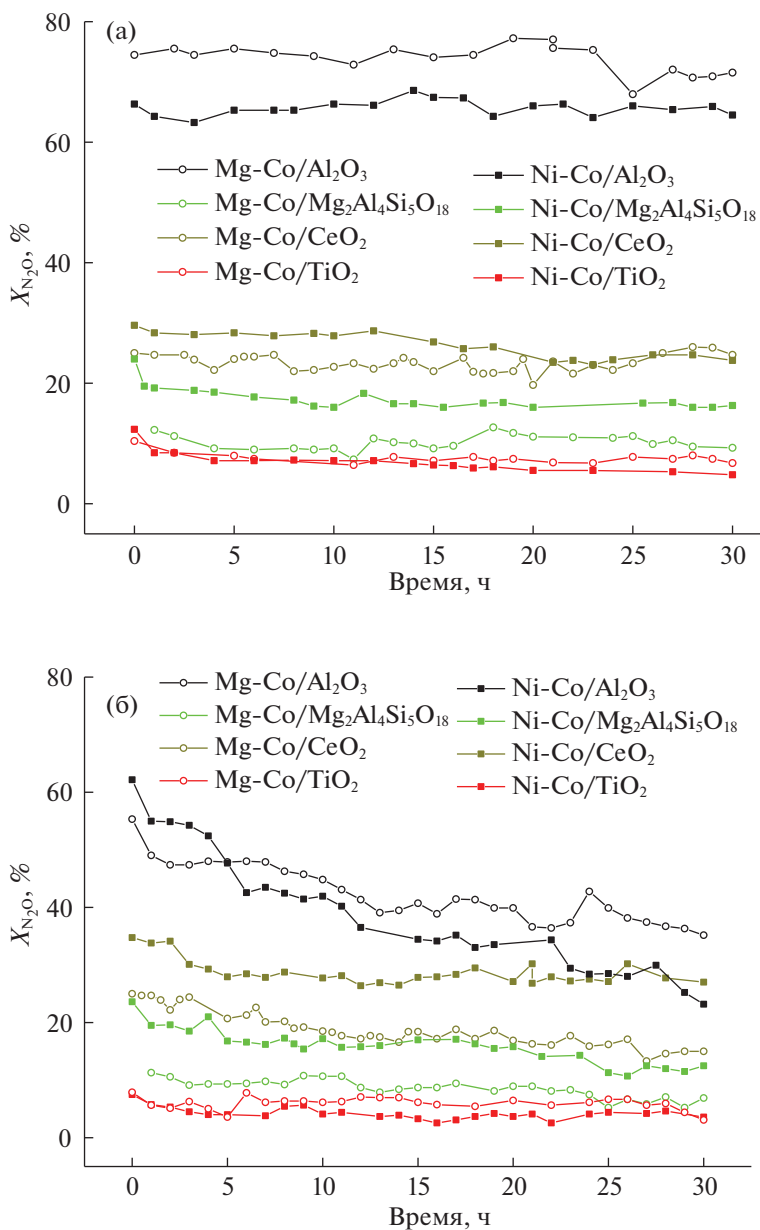 (а)
80
60
40
20
0
X_N₂O, %
Mg-Co/Al₂O₃
Mg-Co/Mg₂Al₄Si₅O₁₈
Mg-Co/CeO₂
Mg-Co/TiO₂
Ni-Co/Al₂O₃
Ni-Co/Mg₂Al₄Si₅O₁₈
Ni-Co/CeO₂
Ni-Co/TiO₂
0 5 10 15 20 25 30
Время, ч
(б)
80
60
40
20
0
X_N₂O, %
Mg-Co/Al₂O₃
Mg-Co/Mg₂Al₄Si₅O₁₈
Mg-Co/CeO₂
Mg-Co/TiO₂
Ni-Co/Al₂O₃
Ni-Co/Mg₂Al₄Si₅O₁₈
Ni-Co/CeO₂
Ni-Co/TiO₂
0 5 10 15 20 25 30
Время, ч